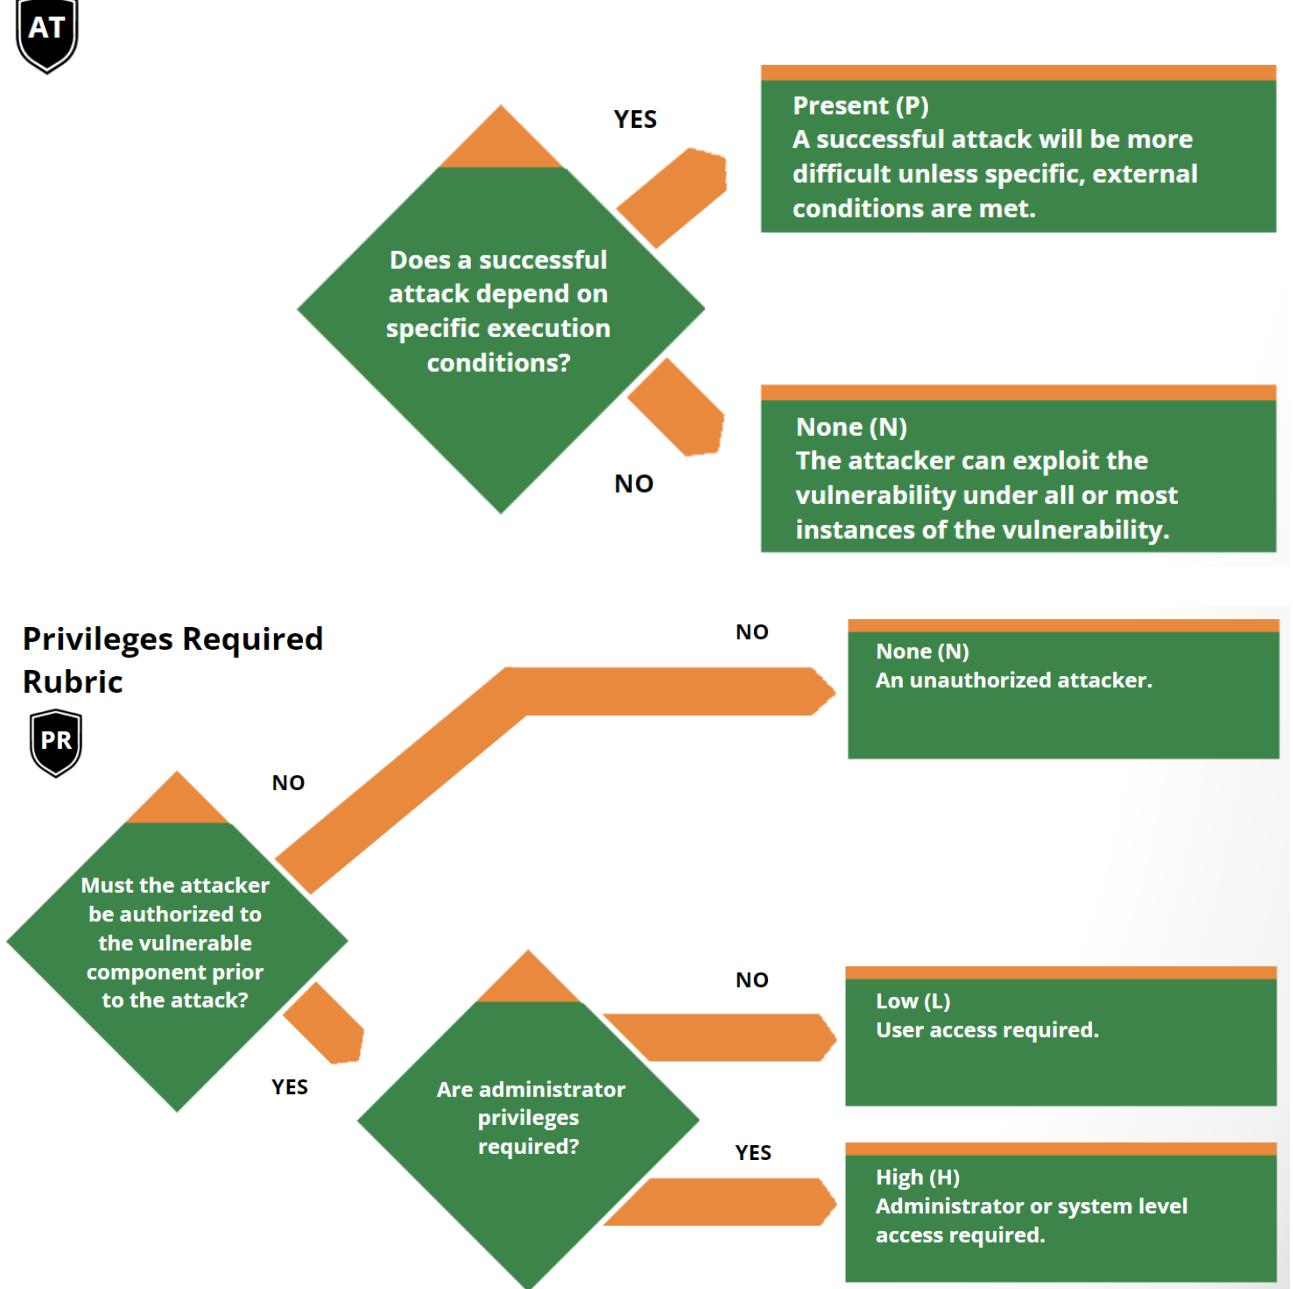 AT
YES
Present (P)
A successful attack will be more
difficult unless specific, external
conditions are met.
Does a successful
attack depend on
specific execution
conditions?
NO
None (N)
The attacker can exploit the
vulnerability under all or most
instances of the vulnerability.
Privileges Required
Rubric
PR
NO
NO
None (N)
An unauthorized attacker.
Must the attacker
be authorized to
the vulnerable
component prior
to the attack?
YES
Are administrator
privileges
required?
NO
Low (L)
User access required.
YES
High (H)
Administrator or system level
access required.